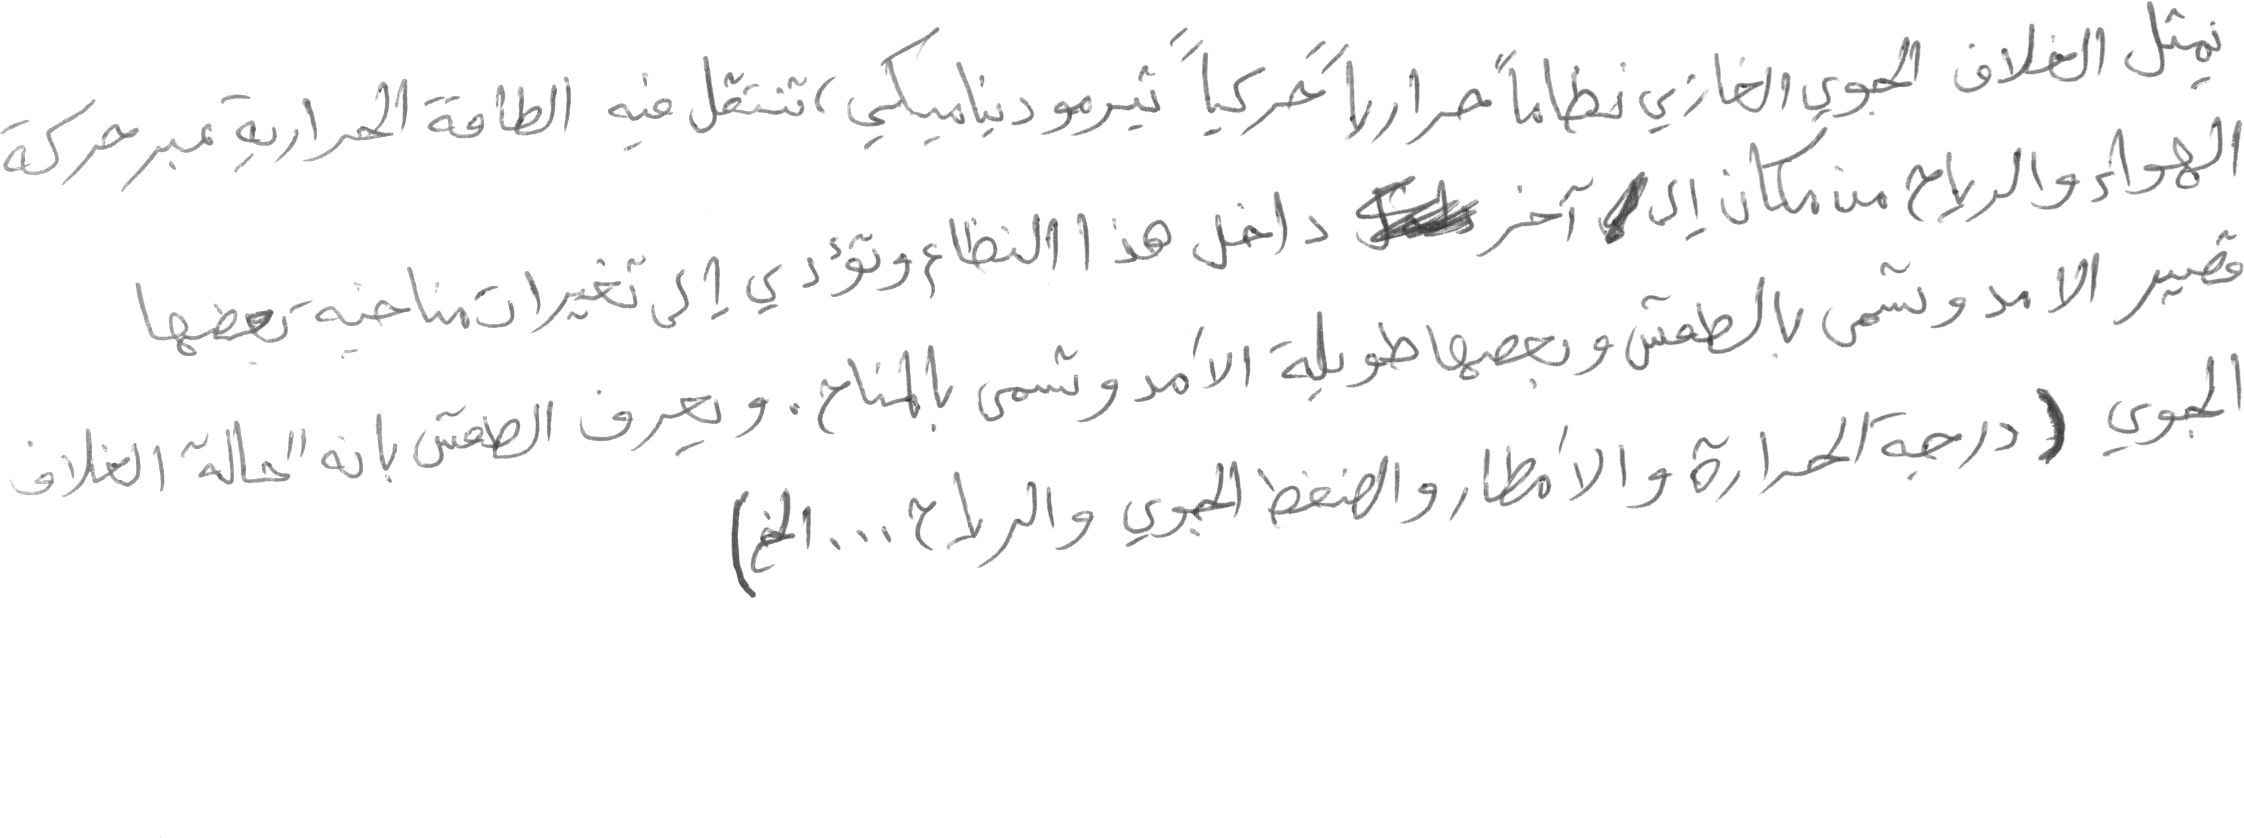 يمثل الغلاف الجوي الغازي نظاماً حرارياً حركياً ثيرموديناميكي، تنتقل فيه الطاقة الحرارية عبر حركة
الهواء والرياح من مكان إلى آخر داخل هذا النظام وتؤدي إلى تغيرات مناخية بعضها
قصير الامد وتسمى بالطقس وبعضها طويلة الأمد وتسمى بالمناخ. ويعرف الطقس بانه "حالة الغلاف
الجوي (درجة الحرارة والأمطار والضغط الجوي والرياح ... الخ)